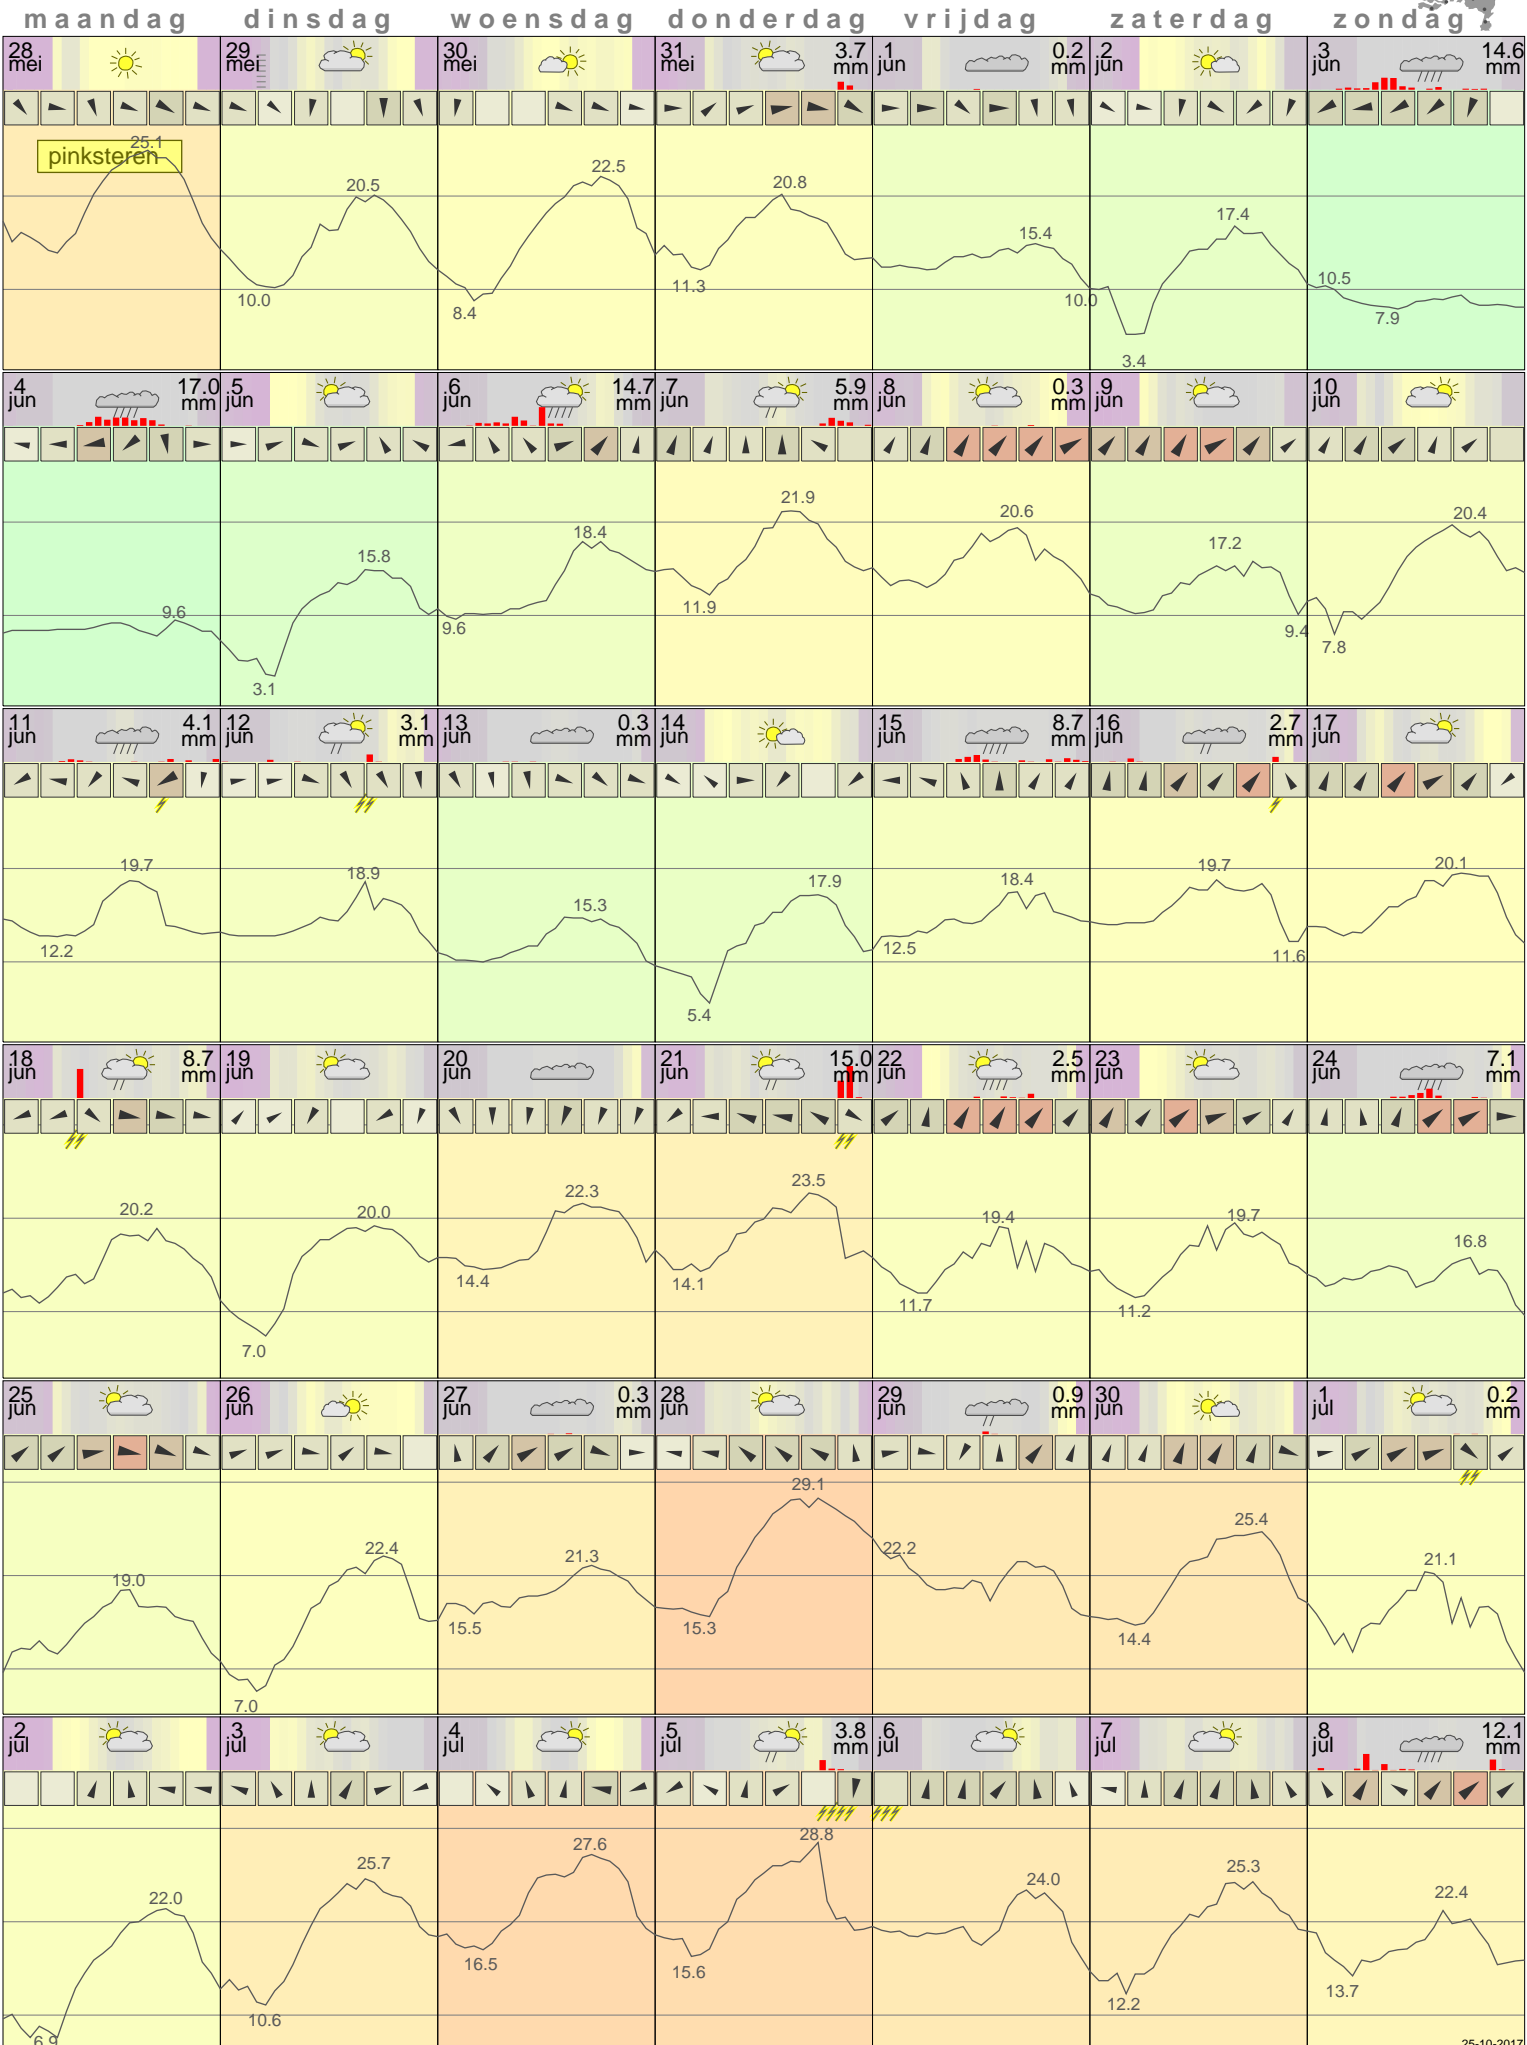 maandag dinsdag woensdag donderdag vrijdag zaterdag zondag
28 29 30 31 3.7 1 0.2 2 3 14.6
mei mei mei mei mm jun mm jun jun mm
pinksteren
25.1 20.5 22.5 20.8 15.4 17.4 10.5
10.0 8.4 11.3 10.0 3.4 7.9
4 17.0 5 6 14.7 7 5.9 8 0.3 9 10
jun mm jun jun mm jun mm jun mm jun jun
9.6 15.8 18.4 21.9 20.6 17.2 20.4
3.1 9.6 11.9 9.4 7.8
11 4.1 12 3.1 13 0.3 14 15 8.7 16 2.7 17
jun mm jun mm jun mm jun jun mm jun mm jun
19.7 18.9 15.3 17.9 18.4 19.7 20.1
12.2 5.4 12.5 11.6
18 8.7 19 20 21 15.0 22 2.5 23 24 7.1
jun mm jun jun jun mm jun mm jun jun mm
20.2 20.0 22.3 23.5 19.4 19.7 16.8
7.0 14.4 14.1 11.7 11.2
25 26 27 0.3 28 29 0.9 30 1 0.2
jun jun jun mm jun jun mm jun jul mm
19.0 22.4 21.3 29.1 22.2 25.4 21.1
7.0 15.5 15.3 14.4
2 3 4 5 3.8 6 7 8 12.1
jul jul jul jul mm jul jul jul mm
22.0 25.7 27.6 28.8 24.0 25.3 22.4
6.9 10.6 16.5 15.6 12.2 13.7
25-10-2017